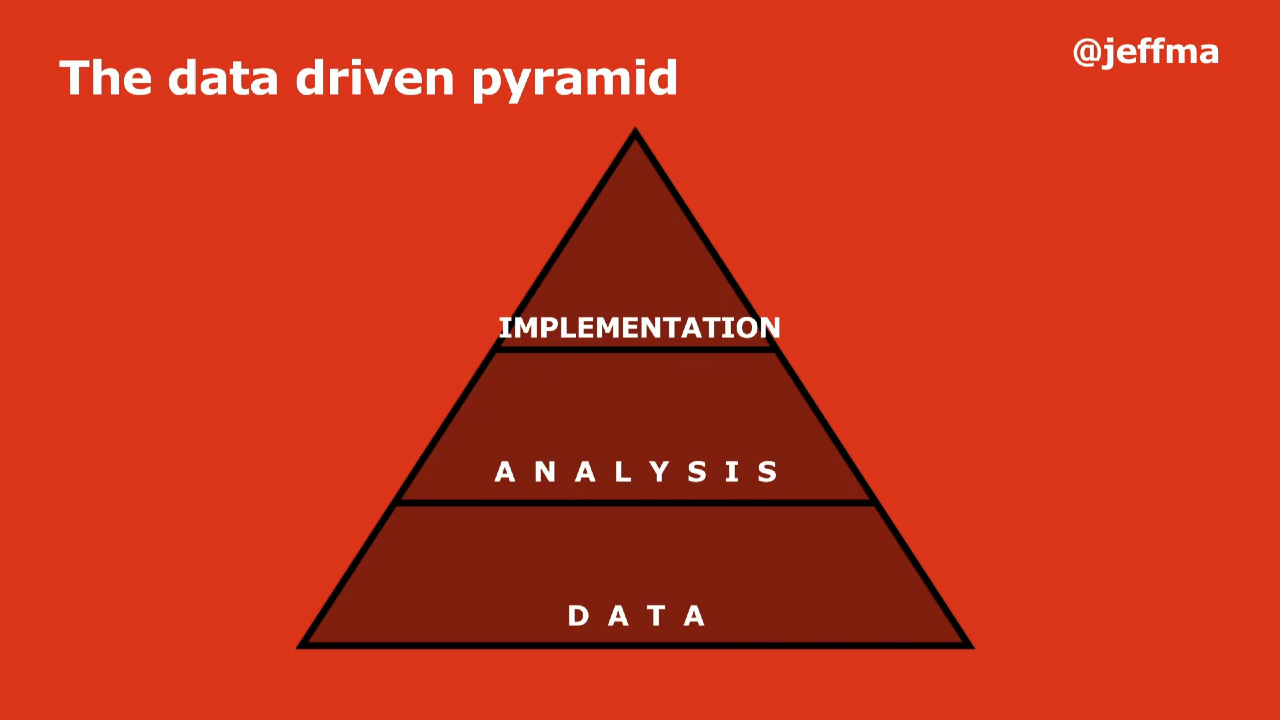 The data driven pyramid
@jeffma
IMPLEMENTATION
A N A L Y S I S
D A T A